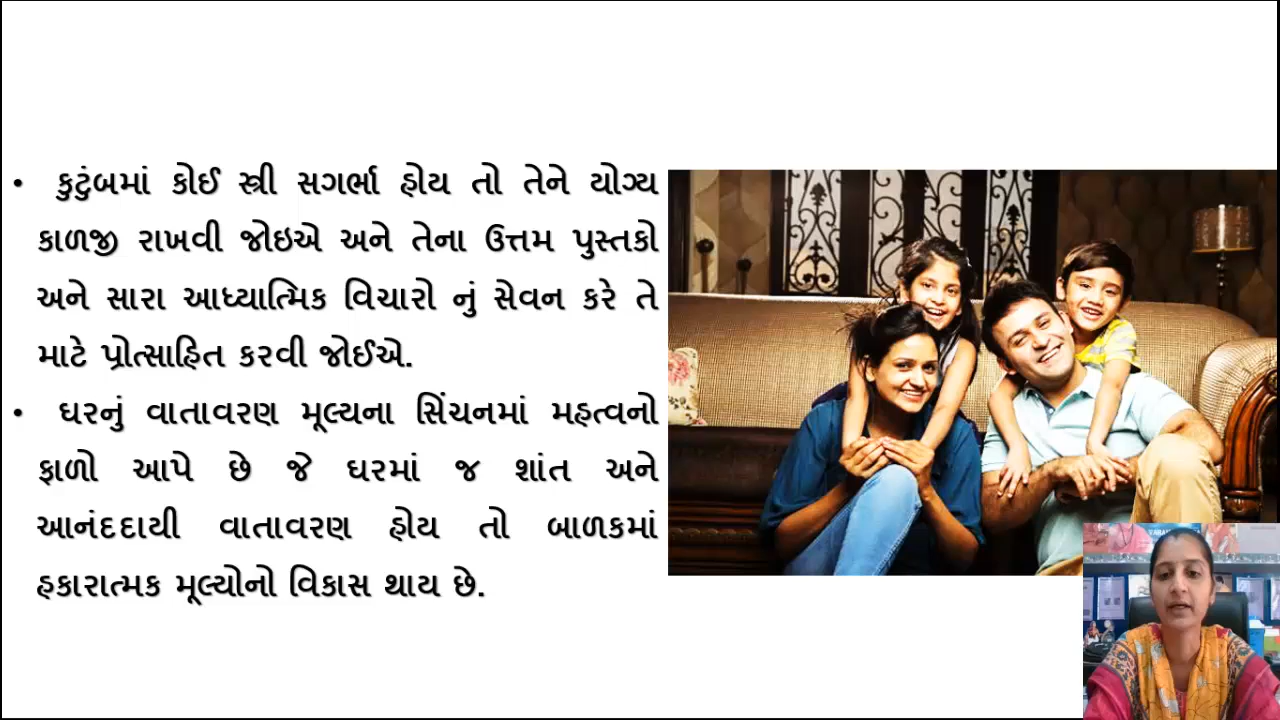 • કુટુંબમાં કોઈ સ્ત્રી સગર્ભા હોય તો તેને યોગ્ય
કાળજી રાખવી જોઇએ અને તેના ઉત્તમ પુસ્તકો
અને સારા આધ્યાત્મિક વિચારો નું સેવન કરે તે
માટે પ્રોત્સાહિત કરવી જોઈએ.
• ઘરનું વાતાવરણ મૂલ્યના સિંચનમાં મહત્વનો
ફાળો આપે છે જે ઘરમાં જ શાંત અને
આનંદદાયી વાતાવરણ હોય તો બાળકમાં
હકારાત્મક મૂલ્યોનો વિકાસ થાય છે.